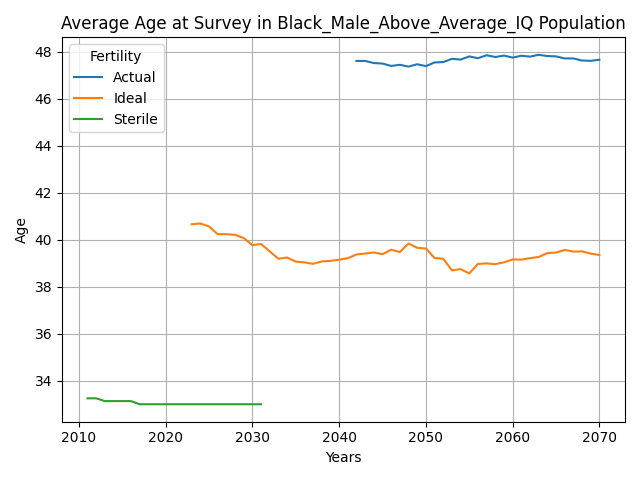 Average Age at Survey in Black_Male_Above_Average_IQ Population
Fertility
Actual
Ideal
Sterile
48
46
44
42
40
38
36
34
Age
2010
2020
2030
2040
2050
2060
2070
Years